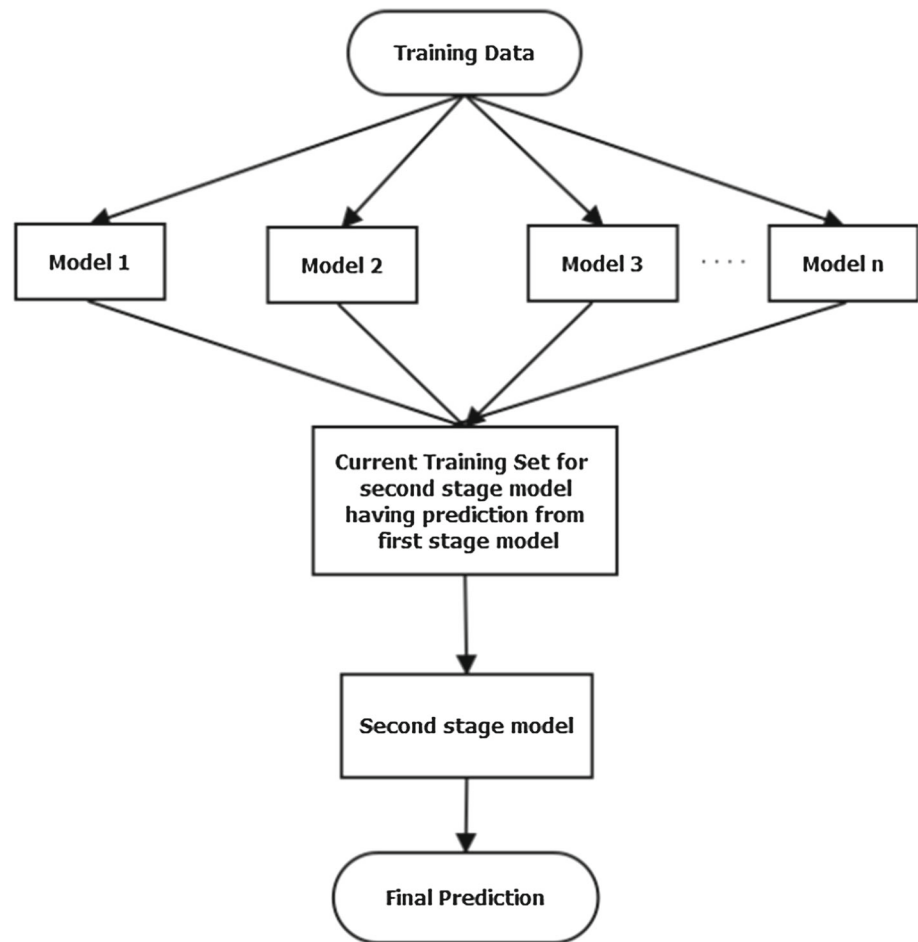 Training Data
Model 1
Model 2
Model 3
. . . .
Model n
Current Training Set for
second stage model
having prediction from
first stage model
Second stage model
Final Prediction